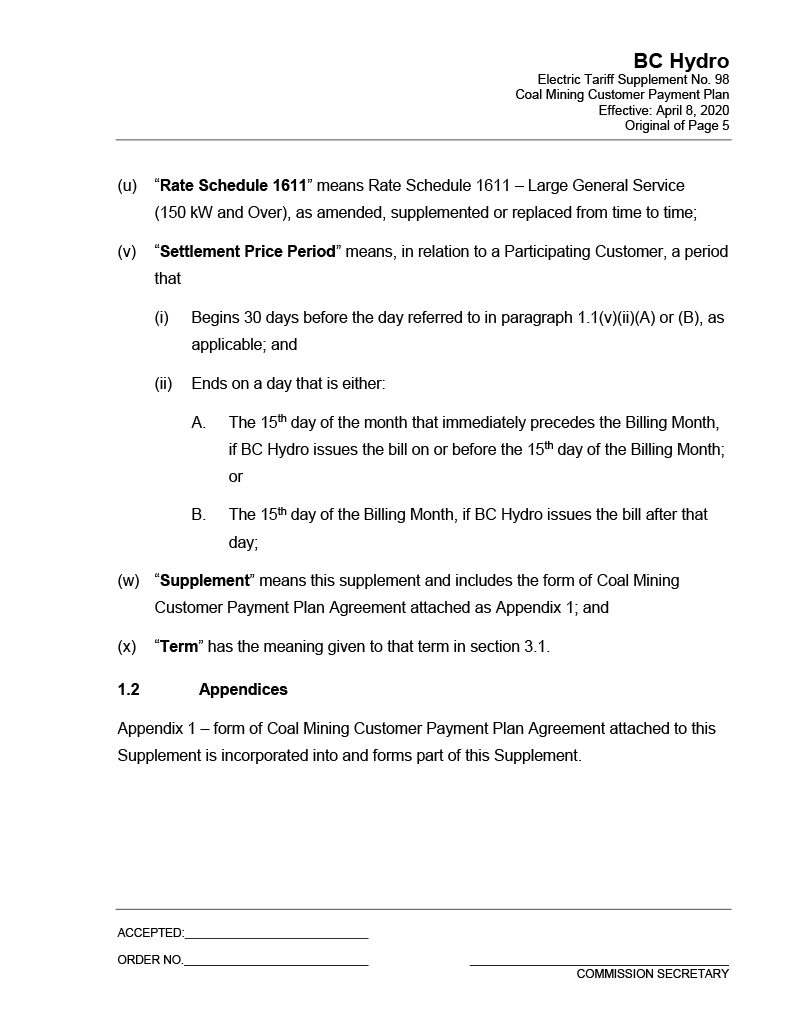 BC Hydro
Electric Tariff Supplement No. 98
Coal Mining Customer Payment Plan
Effective: April 8, 2020
Original of Page 5
(u) “Rate Schedule 1611” means Rate Schedule 1611 – Large General Service
(150 kW and Over), as amended, supplemented or replaced from time to time;
(v) “Settlement Price Period” means, in relation to a Participating Customer, a period
that
(i) Begins 30 days before the day referred to in paragraph 1.1(v)(ii)(A) or (B), as
applicable; and
(ii) Ends on a day that is either:
A. The 15th day of the month that immediately precedes the Billing Month,
if BC Hydro issues the bill on or before the 15th day of the Billing Month;
or
B. The 15th day of the Billing Month, if BC Hydro issues the bill after that
day;
(w) “Supplement” means this supplement and includes the form of Coal Mining
Customer Payment Plan Agreement attached as Appendix 1; and
(x) “Term” has the meaning given to that term in section 3.1.
1.2 Appendices
Appendix 1 – form of Coal Mining Customer Payment Plan Agreement attached to this
Supplement is incorporated into and forms part of this Supplement.
ACCEPTED:
ORDER NO.
COMMISSION SECRETARY